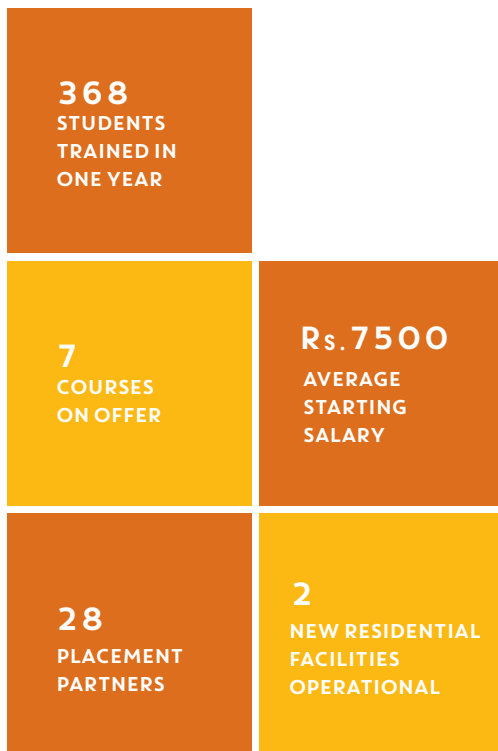 368
STUDENTS
TRAINED IN
ONE YEAR
7
COURSES
ON OFFER
Rs.7500
AVERAGE
STARTING
SALARY
28
PLACEMENT
PARTNERS
2
NEW RESIDENTIAL
FACILITIES
OPERATIONAL